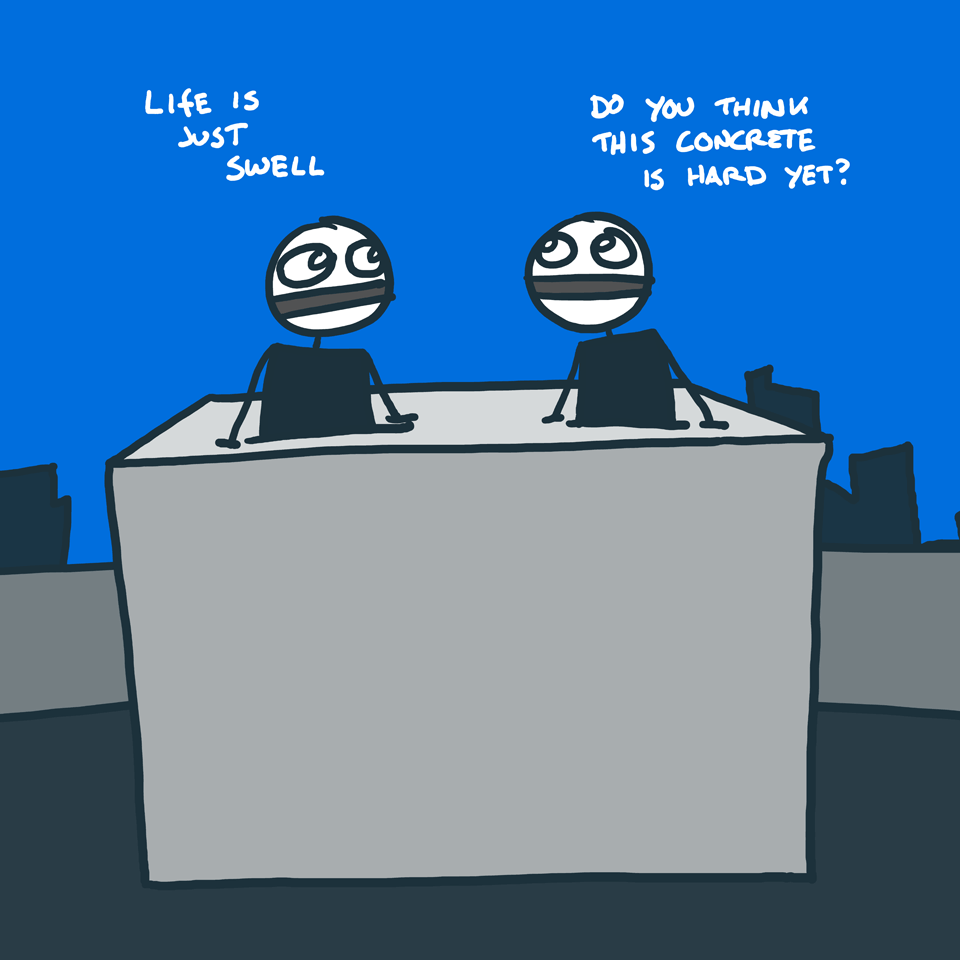 LIFE IS
JUST
SWELL
DO YOU THINK
THIS CONCRETE
IS HARD YET?